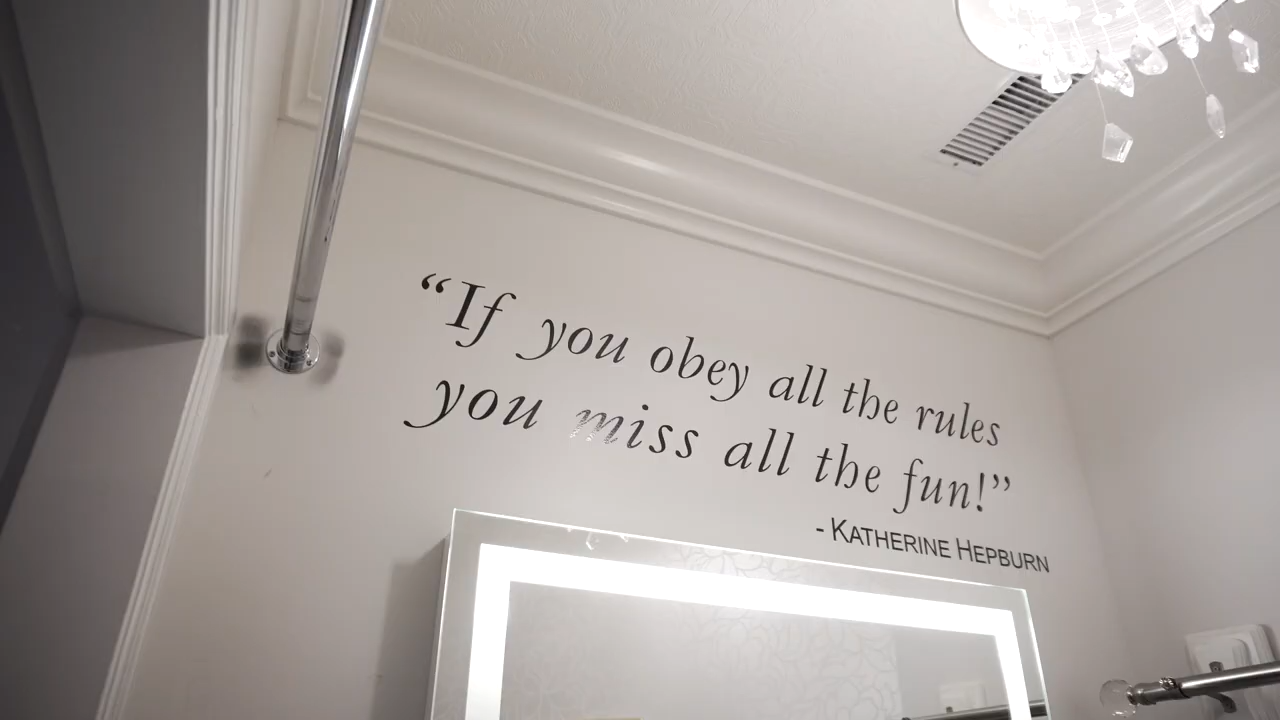 “If you obey all the rules
you miss all the fun!”
- KATHERINE HEPBURN